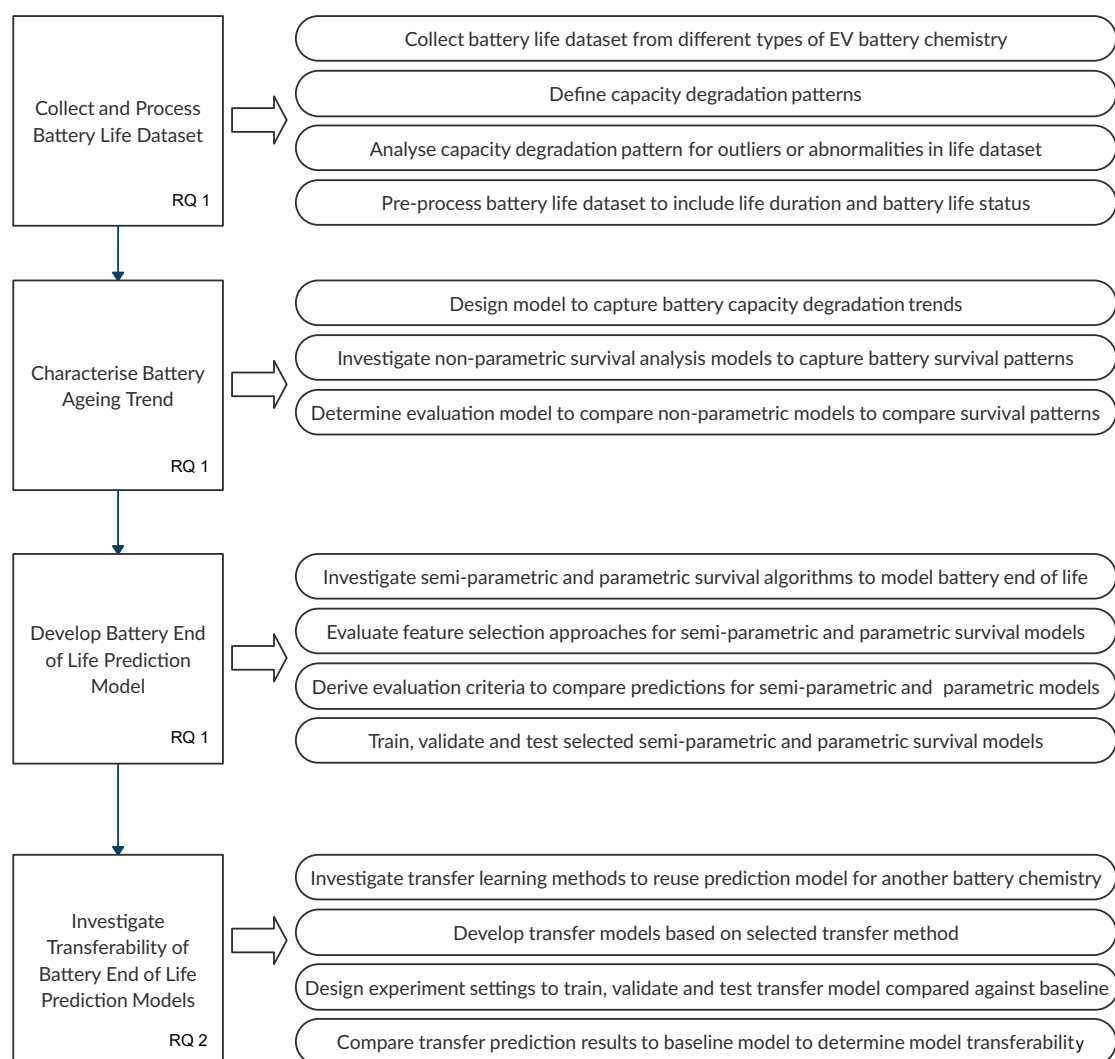 Collect and Process
Battery Life Dataset
RQ 1
Collect battery life dataset from different types of EV battery chemistry
Define capacity degradation patterns
Analyse capacity degradation pattern for outliers or abnormalities in life dataset
Pre-process battery life dataset to include life duration and battery life status
Characterise Battery
Ageing Trend
RQ 1
Design model to capture battery capacity degradation trends
Investigate non-parametric survival analysis models to capture battery survival patterns
Determine evaluation model to compare non-parametric models to compare survival patterns
Develop Battery End
of Life Prediction
Model
RQ 1
Investigate semi-parametric and parametric survival algorithms to model battery end of life
Evaluate feature selection approaches for semi-parametric and parametric survival models
Derive evaluation criteria to compare predictions for semi-parametric and parametric models
Train, validate and test selected semi-parametric and parametric survival models
Investigate
Transferability of
Battery End of Life
Prediction Models
RQ 2
Investigate transfer learning methods to reuse prediction model for another battery chemistry
Develop transfer models based on selected transfer method
Design experiment settings to train, validate and test transfer model compared against baseline
Compare transfer prediction results to baseline model to determine model transferability